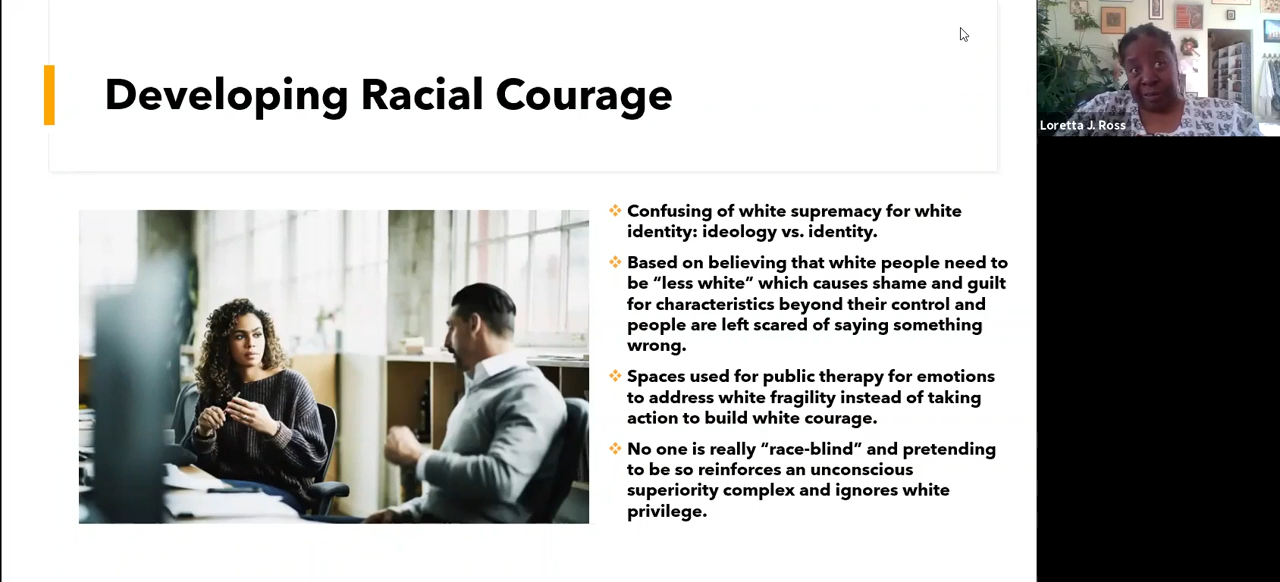 Developing Racial Courage
Loretta J. Ross
❖ Confusing of white supremacy for white
identity: ideology vs. identity.
❖ Based on believing that white people need to
be “less white” which causes shame and guilt
for characteristics beyond their control and
people are left scared of saying something
wrong.
❖ Spaces used for public therapy for emotions
to address white fragility instead of taking
action to build white courage.
❖ No one is really “race-blind” and pretending
to be so reinforces an unconscious
superiority complex and ignores white
privilege.